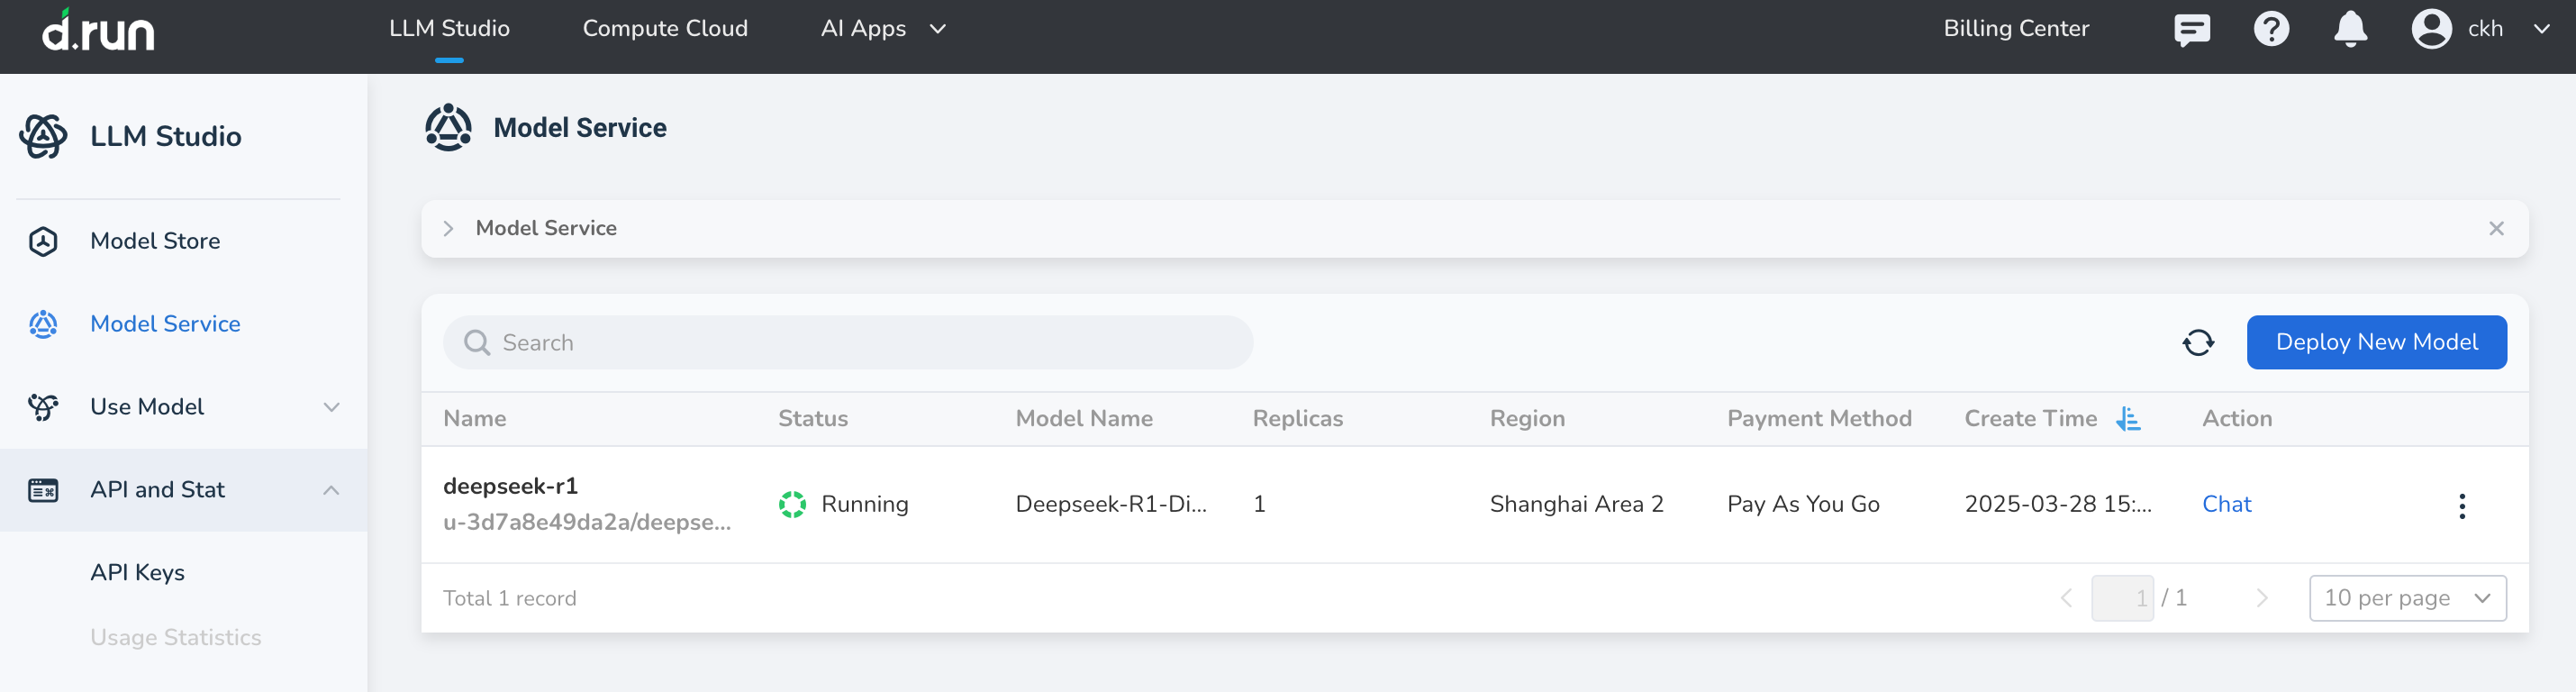 d.run
LLM Studio
Compute Cloud
AI Apps
Billing Center
ckh
LLM Studio
Model Store
Model Service
Use Model
API and Stat
API Keys
Usage Statistics
Model Service
Model Service
Search
Deploy New Model
Name Status Model Name Replicas Region Payment Method Create Time Action
deepseek-r1
u-3d7a8e49da2a/deepse...
Running Deepseek-R1-Di... 1 Shanghai Area 2 Pay As You Go 2025-03-28 15:... Chat
Total 1 record
1 / 1
10 per page